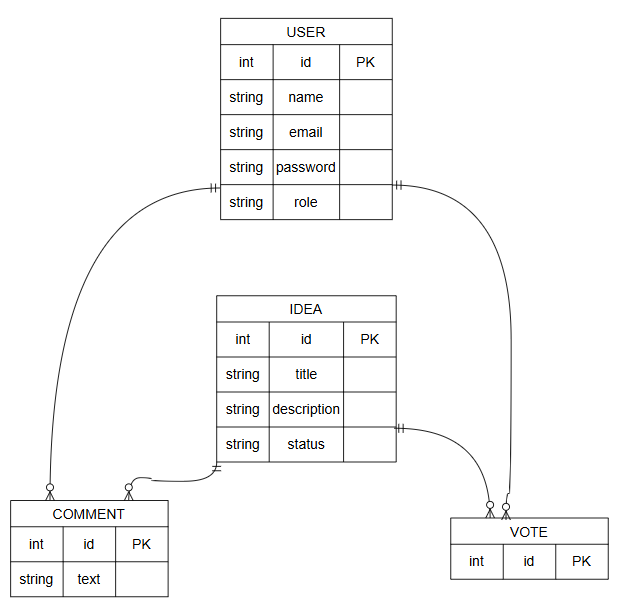 USER
int id PK
string name
string email
string password
string role
IDEA
int id PK
string title
string description
string status
COMMENT
int id PK
string text
VOTE
int id PK